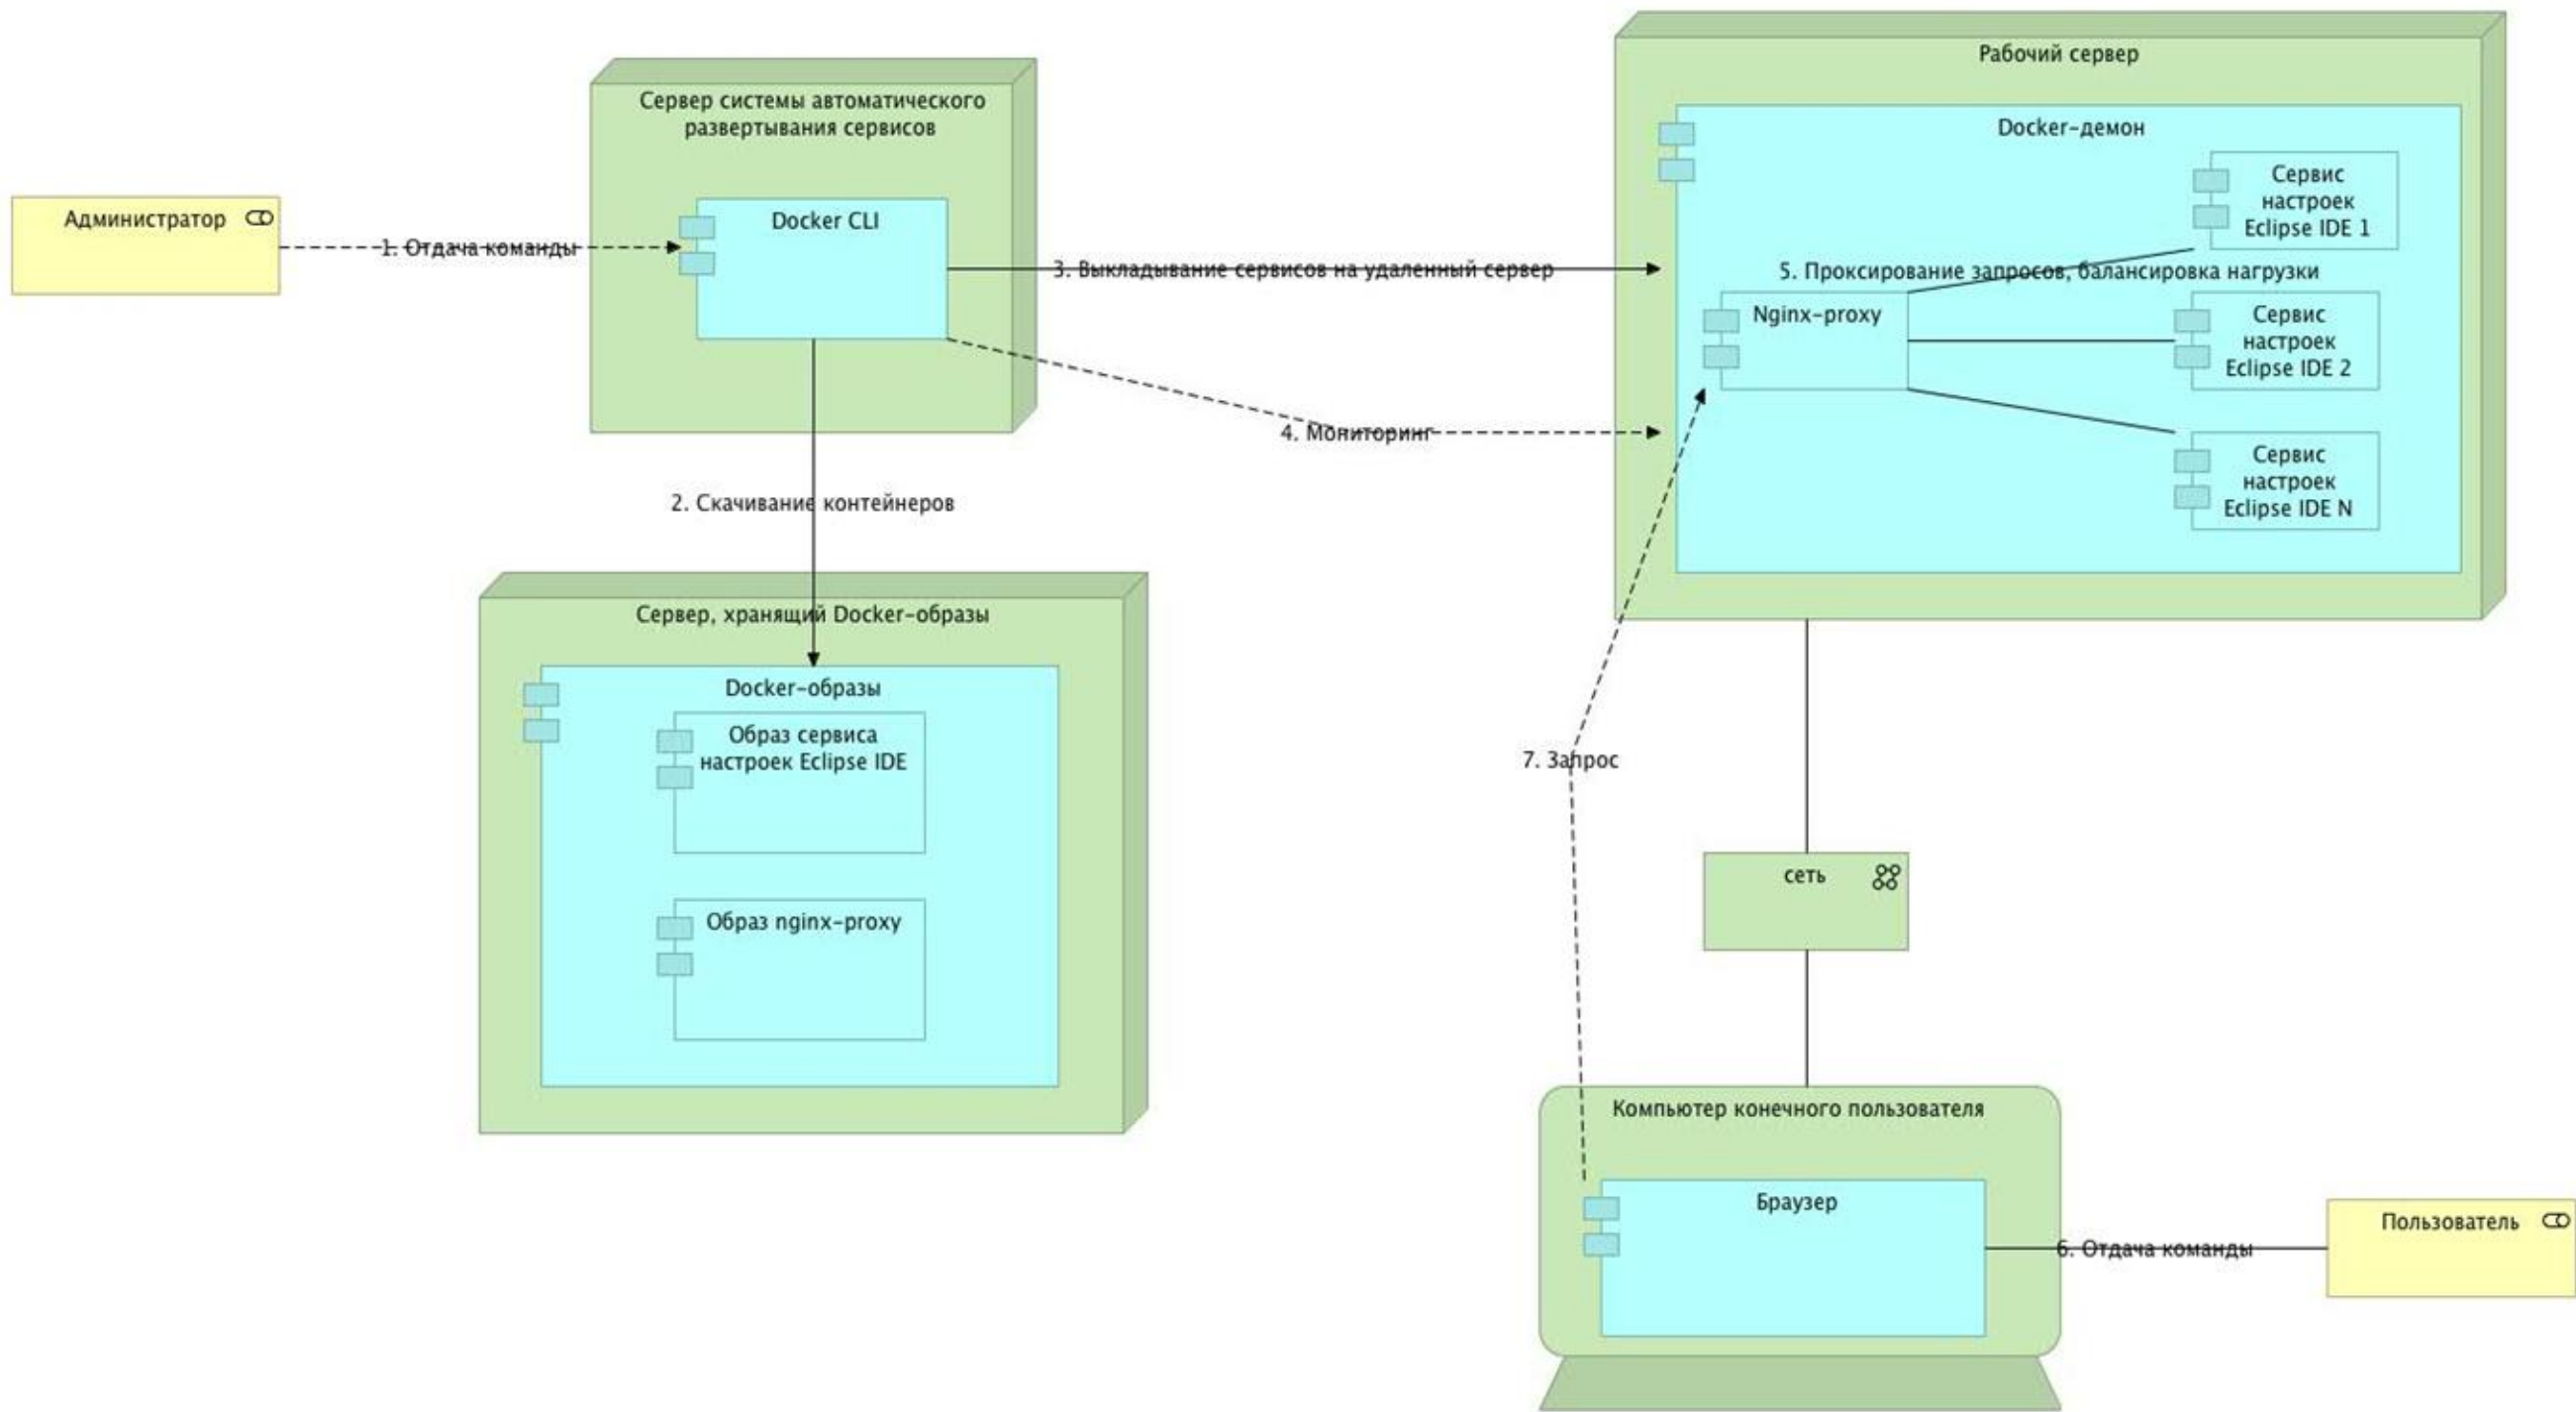 Рабочий сервер
Сервер системы автоматического
развертывания сервисов
Docker-демон
Сервис
настроек
Eclipse IDE 1
Администратор
Docker CLI
1. Отдача команды
3. Выкладывание сервисов на удаленный сервер
5. Проксирование запросов, балансировка нагрузки
Nginx-proxy
Сервис
настроек
Eclipse IDE 2
4. Мониторинг
Сервис
настроек
Eclipse IDE N
2. Скачивание контейнеров
Сервер, хранящий Docker-образы
Docker-образы
Образ сервиса
настроек Eclipse IDE
7. Запрос
сеть
Образ nginx-proxy
Компьютер конечного пользователя
Браузер
Пользователь
6. Отдача команды